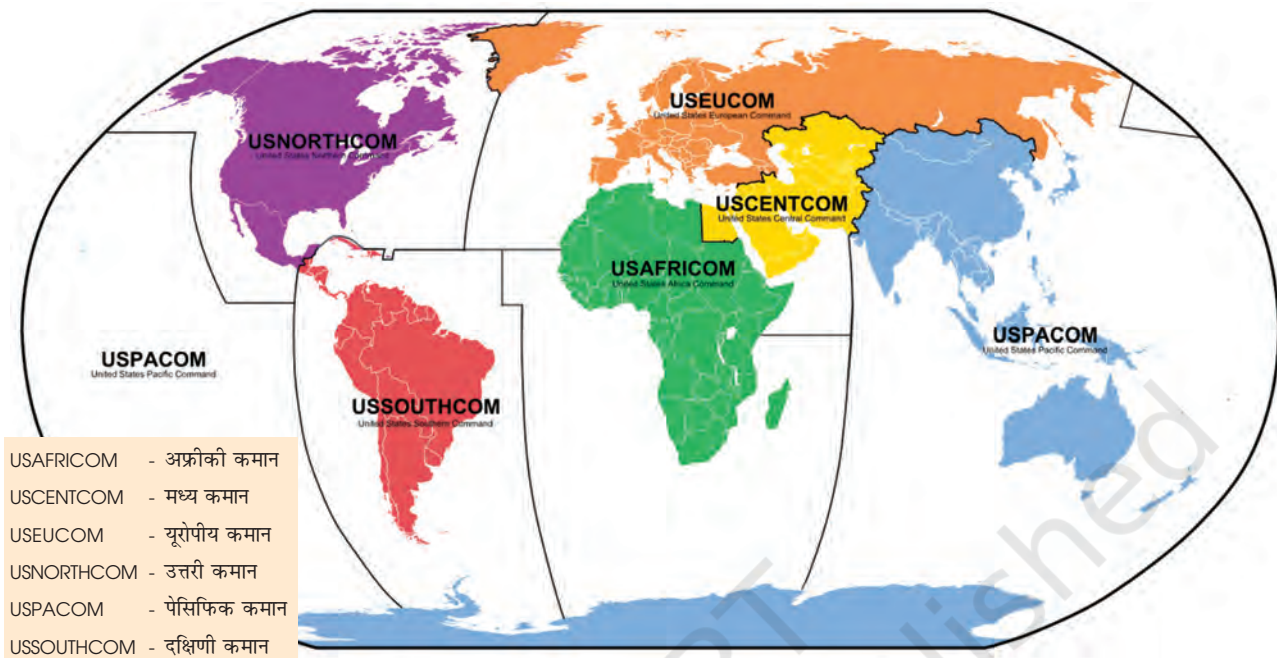 USEUCOM
United States European Command
USNORTHCOM
United States Northern Command
USCENTCOM
United States Central Command
USAFRICOM
United States Africa Command
USPACOM
United States Pacific Command
USPACOM
United States Pacific Command
USSOUTHCOM
United States Southern Command
USAFRICOM - अफ्रीकी कमान
USCENTCOM - मध्य कमान
USEUCOM - यूरोपीय कमान
USNORTHCOM - उत्तरी कमान
USPACOM - पेसिफिक कमान
USSOUTHCOM - दक्षिणी कमान